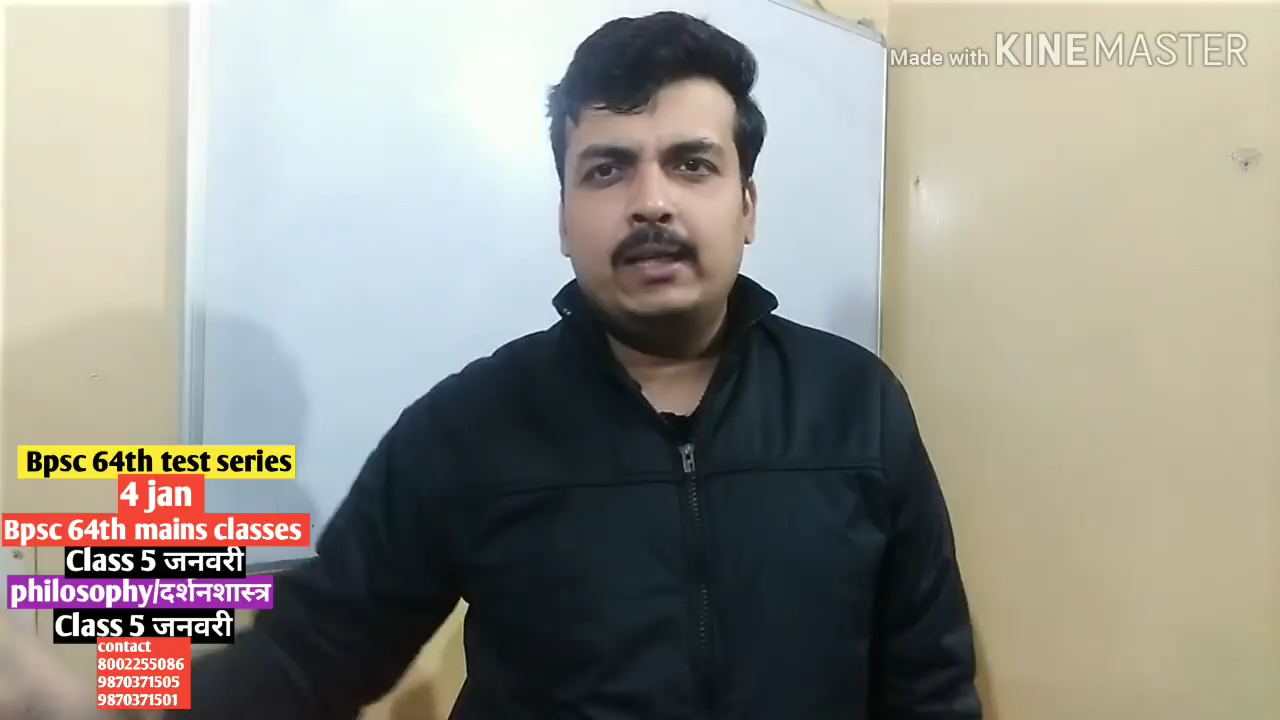 Made with KINEMASTER
Bpsc 64th test series
4 jan
Bpsc 64th mains classes
Class 5 जनवरी
philosophy/दर्शनशास्त्र
Class 5 जनवरी
contact
8002255086
9870371505
9870371501